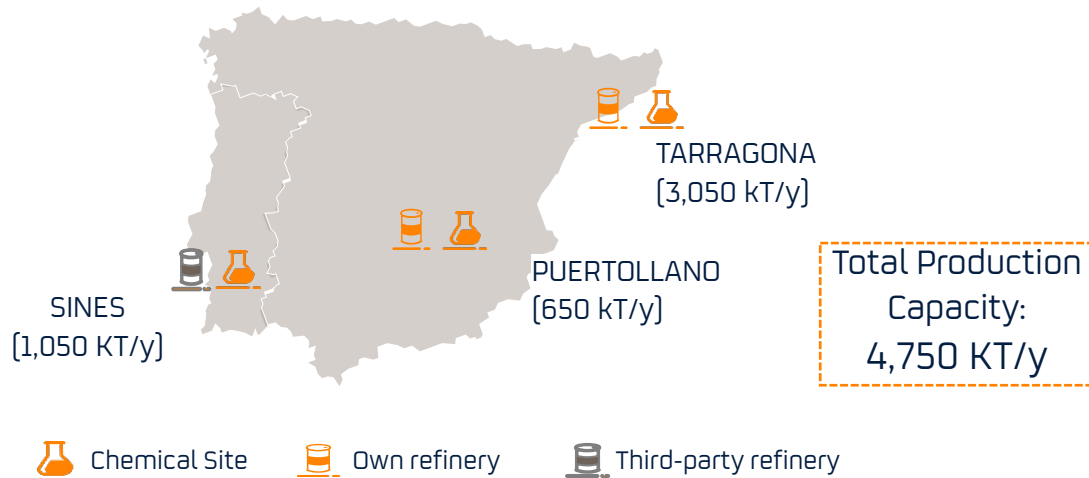 TARRAGONA
[3,050 KT/y]
PUERTOLLANO
[650 KT/y]
SINES
[1,050 KT/y]
Total Production
Capacity:
4,750 KT/y
Chemical Site
Own refinery
Third-party refinery